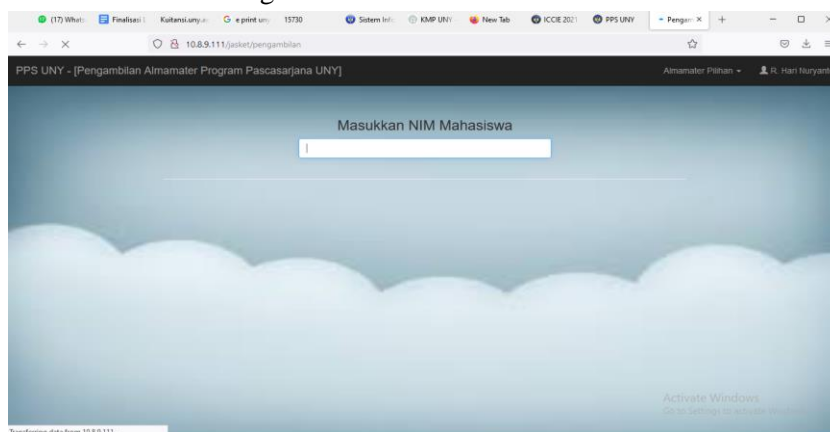 (17) Whats
Finalisasi
Kuitansi.uny.a
e print uny
15730
Sistem Info
KMP UNY
New Tab
ICCIE 2021
PPS UNY
Pengam
10.8.9.111/jasket/pengambilan
PPS UNY - [Pengambilan Almamater Program Pascasarjana UNY]
Almamater Pilihan
R. Hari Nuryant
Masukkan NIM Mahasiswa
Activate Windows
Go to Settings to activate Windows.
Transferring data from 10.8.9.111